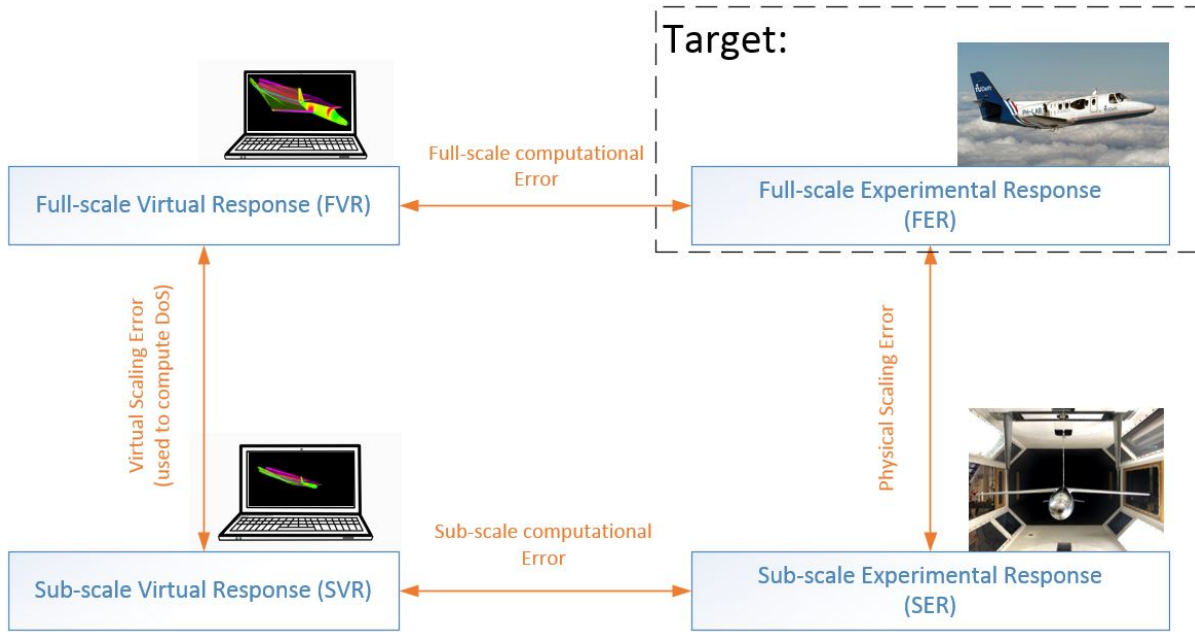 Target:
Full-scale computational
Error
Full-scale Virtual Response (FVR)
Full-scale Experimental Response
(FER)
Virtual Scaling Error
(used to compute DoS)
Physical Scaling Error
Sub-scale computational
Error
Sub-scale Virtual Response (SVR)
Sub-scale Experimental Response
(SER)
PH-LAB